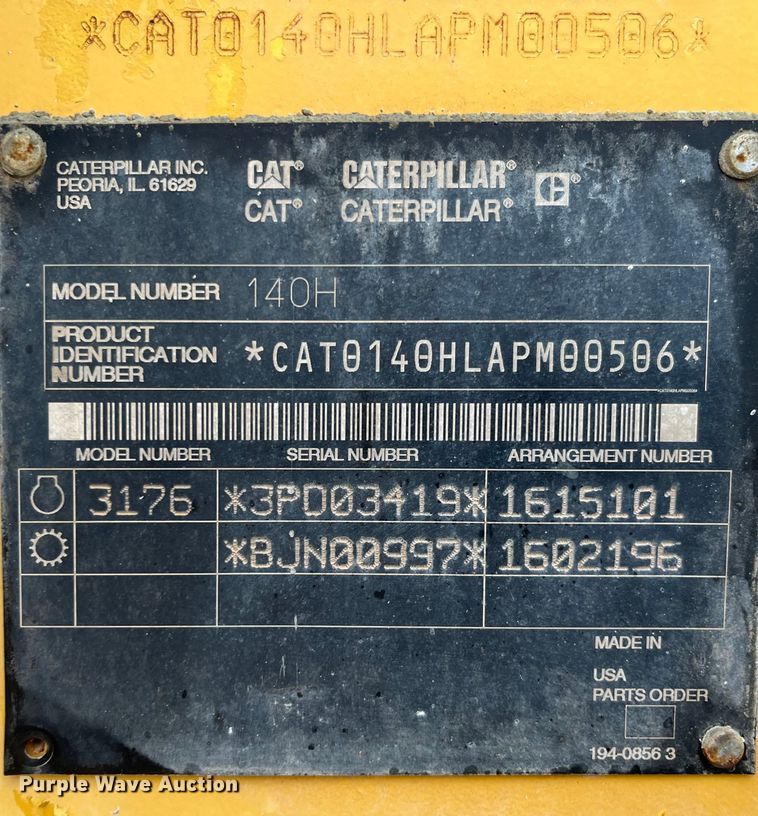 *CAT0140HLAPM00506*
CATERPILLAR INC.
PEORIA, IL. 61629
USA
CAT® CATERPILLAR® C®
CAT® CATERPILLAR®
MODEL NUMBER 140H
PRODUCT
IDENTIFICATION
NUMBER
*CAT0140HLAPM00506*
*CAT0140HLAPM00506*
MODEL NUMBER SERIAL NUMBER ARRANGEMENT NUMBER
3176 *3PD03419* 1615101
*BJN00997* 1602196
MADE IN
USA
PARTS ORDER
194-0856 3
Purple Wave Auction